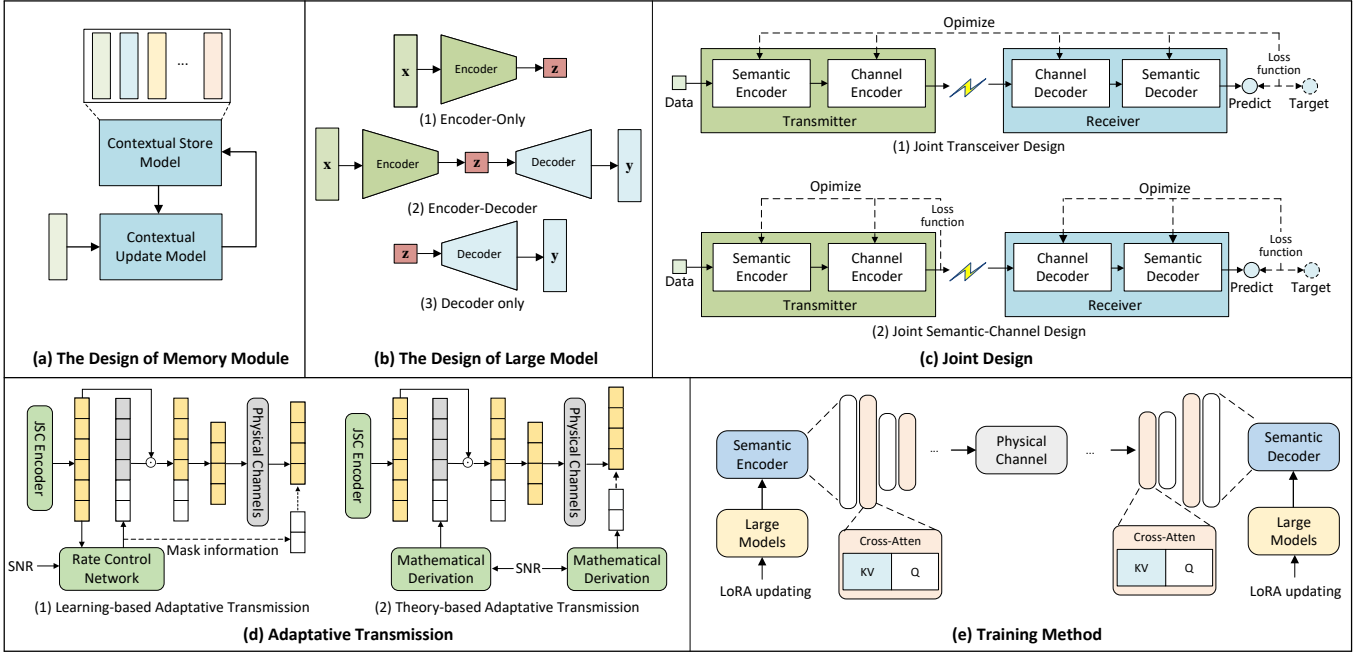 ...
Contextual Store
Model
Contextual
Update Model
(a) The Design of Memory Module
x
Encoder
z
(1) Encoder-Only
x
Encoder
z
Decoder
y
(2) Encoder-Decoder
z
Decoder
y
(3) Decoder only
(b) The Design of Large Model
Opimize
Data
Semantic
Encoder
Channel
Encoder
Transmitter
Channel
Decoder
Semantic
Decoder
Receiver
Loss
function
Predict
Target
(1) Joint Transceiver Design
Opimize
Loss
function
Opimize
Data
Semantic
Encoder
Channel
Encoder
Transmitter
Channel
Decoder
Semantic
Decoder
Receiver
Loss
function
Predict
Target
(2) Joint Semantic-Channel Design
(c) Joint Design
JSC Encoder
Physical Channels
Mask information
SNR
Rate Control
Network
(1) Learning-based Adaptative Transmission
JSC Encoder
Physical Channels
Mathematical
Derivation
SNR
Mathematical
Derivation
(2) Theory-based Adaptative Transmission
(d) Adaptative Transmission
Semantic
Encoder
Large
Models
LoRA updating
...
Cross-Atten
KV
Q
Physical
Channel
...
Cross-Atten
KV
Q
Semantic
Decoder
Large
Models
LoRA updating
(e) Training Method